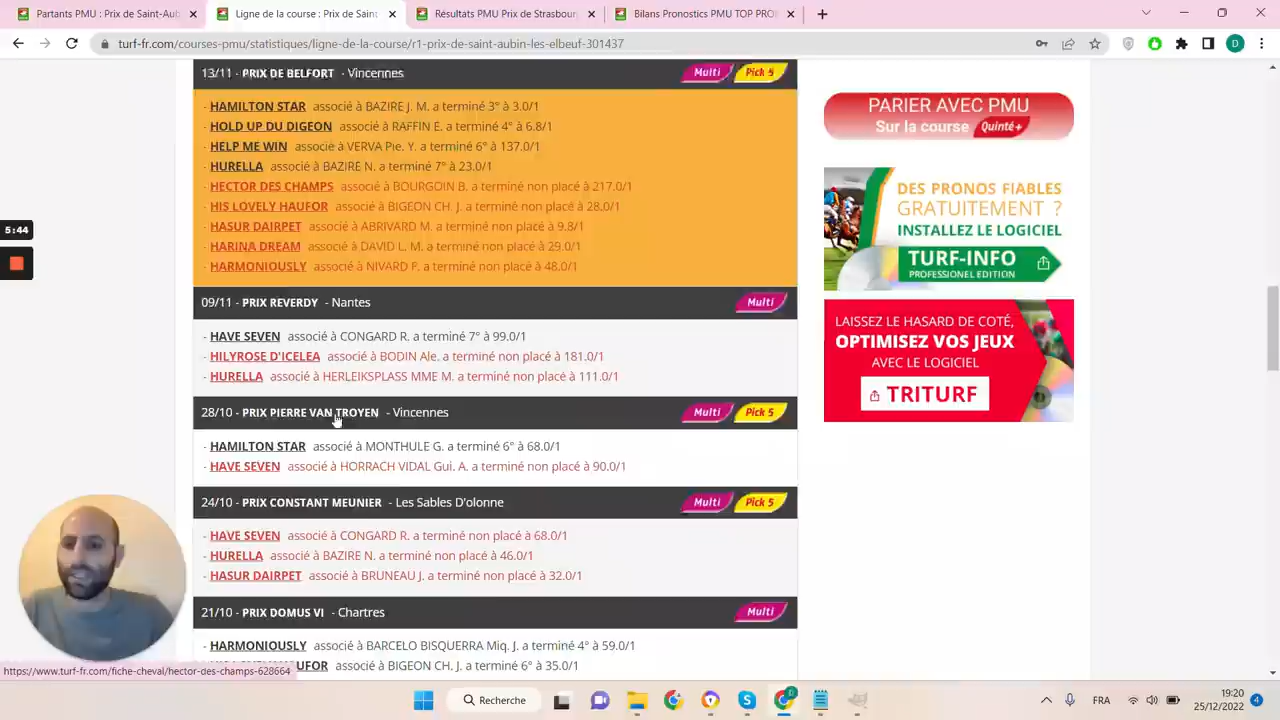 Partants PMU : Prix de Saint-Aub
Ligne de la course : Prix de Saint
Résultats PMU Prix de Strasbour
Bilans Pronostics PMU TOP PRO
turf-fr.com/courses-pmu/statistiques/ligne-de-la-course/r1-prix-de-saint-aubin-les-elbeuf-301437
13/11 - PRIX DE BELFORT - Vincennes Multi Pick 5
- HAMILTON STAR associé à BAZIRE J. M. a terminé 3° à 3.0/1
- HOLD UP DU DIGEON associé à RAFFIN E. a terminé 4° à 6.8/1
- HELP ME WIN associé à VERVA Pie. Y. a terminé 6° à 137.0/1
- HURELLA associé à BAZIRE N. a terminé 7° à 23.0/1
- HECTOR DES CHAMPS associé à BOURGOIN B. a terminé non placé à 217.0/1
- HIS LOVELY HAUFOR associé à BIGEON CH. J. a terminé non placé à 28.0/1
- HASUR DAIRPET associé à ABRIVARD M. a terminé non placé à 9.8/1
- HARINA DREAM associé à DAVID L. M. a terminé non placé à 29.0/1
- HARMONIOUSLY associé à NIVARD F. a terminé non placé à 48.0/1
09/11 - PRIX REVERDY - Nantes Multi
- HAVE SEVEN associé à CONGARD R. a terminé 7° à 99.0/1
- HILYROSE D'ICELEA associé à BODIN Ale. a terminé non placé à 181.0/1
- HURELLA associé à HERLEIKSPLASS MME M. a terminé non placé à 111.0/1
28/10 - PRIX PIERRE VAN TROYEN - Vincennes Multi Pick 5
- HAMILTON STAR associé à MONTHULE G. a terminé 6° à 68.0/1
- HAVE SEVEN associé à HORRACH VIDAL Gui. A. a terminé non placé à 90.0/1
24/10 - PRIX CONSTANT MEUNIER - Les Sables D'olonne Multi Pick 5
- HAVE SEVEN associé à CONGARD R. a terminé non placé à 68.0/1
- HURELLA associé à BAZIRE N. a terminé non placé à 46.0/1
- HASUR DAIRPET associé à BRUNEAU J. a terminé non placé à 32.0/1
21/10 - PRIX DOMUS VI - Chartres Multi
- HARMONIOUSLY associé à BARCELO BISQUERRA Miq. J. a terminé 4° à 59.0/1
UFOR associé à BIGEON CH. J. a terminé 6° à 35.0/1
PARIER AVEC PMU
Sur la course Quinté+
DES PRONOS FIABLES
GRATUITEMENT ?
INSTALLEZ LE LOGICIEL
TURF-INFO
PROFESSIONEL EDITION
LAISSEZ LE HASARD DE COTÉ,
OPTIMISEZ VOS JEUX
AVEC LE LOGICIEL
TRITURF
5:44
https://www.turf-fr.com/fiche-cheval/hector-des-champs-628664
Recherche
FRA
19:20
25/12/2022
4
D